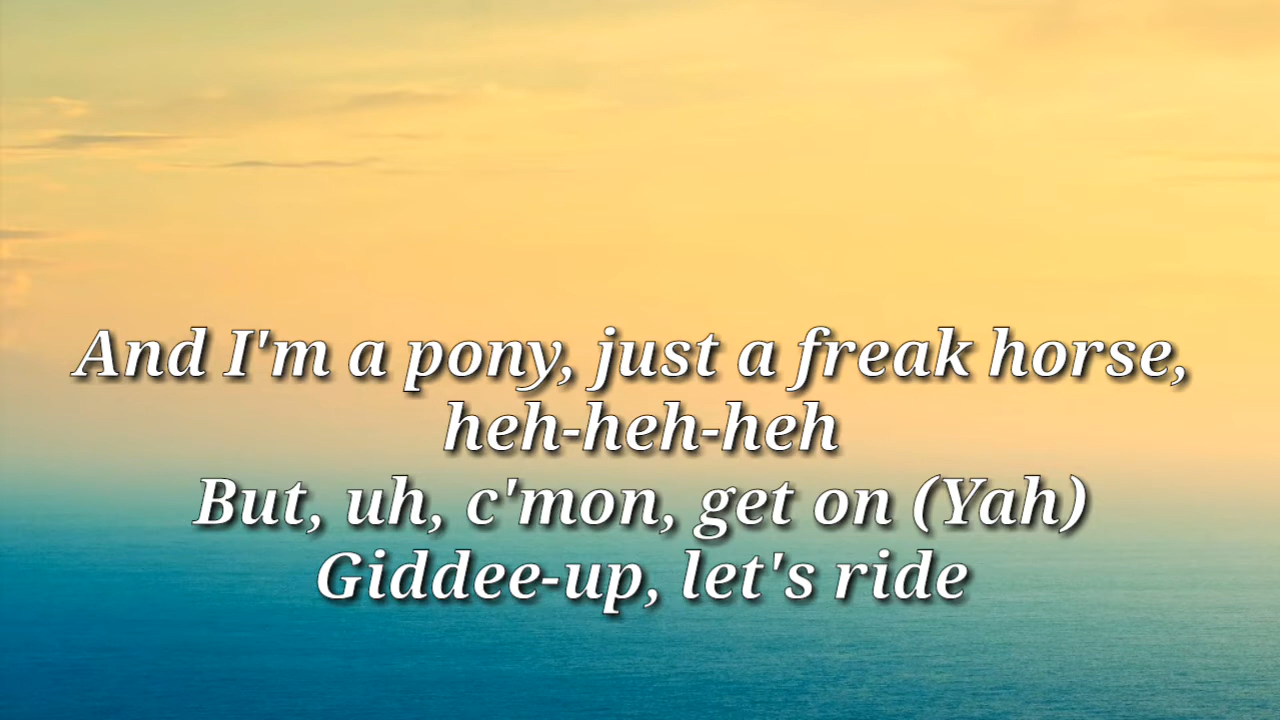 And I'm a pony, just a freak horse,
heh-heh-heh
But, uh, c'mon, get on (Yah)
Giddee-up, let's ride